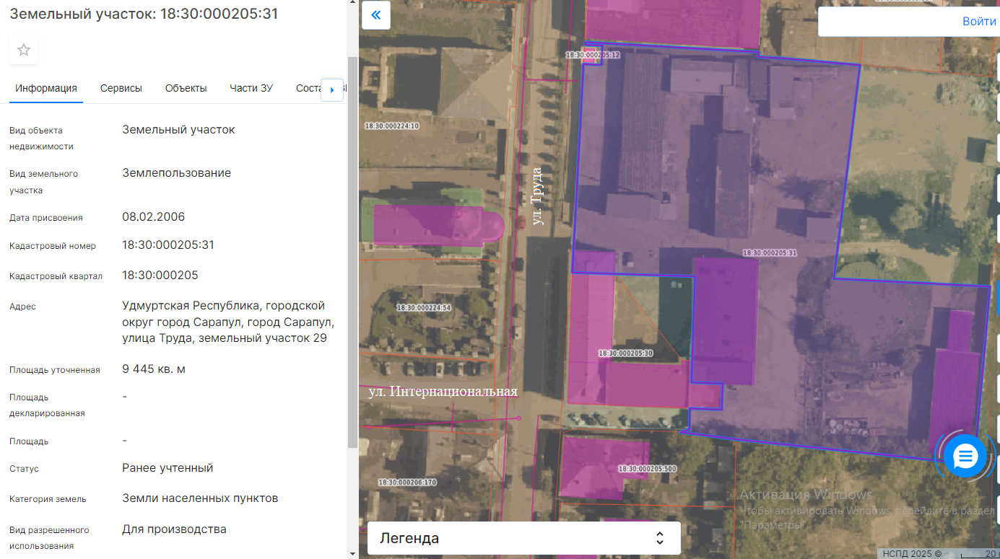 Земельный участок: 18:30:000205:31
Информация
Сервисы
Объекты
Части ЗУ
Вид объекта
недвижимости
Земельный участок
Вид земельного
участка
Землепользование
Дата присвоения
08.02.2006
Кадастровый номер
18:30:000205:31
Кадастровый квартал
18:30:000205
Адрес
Удмуртская Республика, городской
округ город Сарапул, город Сарапул,
улица Труда, земельный участок 29
Площадь уточненная
9 445 кв. м
Площадь
декларированная
-
Площадь
-
Статус
Ранее учтенный
Категория земель
Земли населенных пунктов
Вид разрешенного
использования
Для производства
Войти
18:30:000205:12
18:30:000224:10
ул. Труда
18:30:000205:31
18:30:000224:54
18:30:000205:30
ул. Интернациональная
18:30:000205:500
18:30:000206:170
Активация Windows
Чтобы активировать Windows, перейдите в раздел
"Параметры".
Легенда
НСПД 2025 ©
20